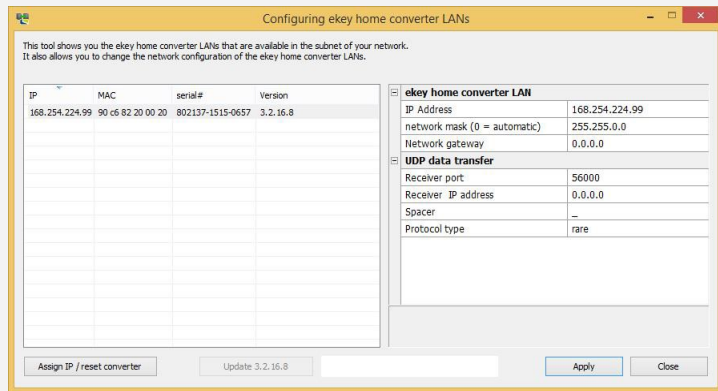 Configuring ekey home converter LANs
This tool shows you the ekey home converter LANs that are available in the subnet of your network.
It also allows you to change the network configuration of the ekey home converter LANs.
IP MAC serial# Version
168.254.224.99 90 c6 82 20 00 20 802137-1515-0657 3.2.16.8
ekey home converter LAN
IP Address 168.254.224.99
network mask (0 = automatic) 255.255.0.0
Network gateway 0.0.0.0
UDP data transfer
Receiver port 56000
Receiver IP address 0.0.0.0
Spacer _
Protocol type rare
Assign IP / reset converter Update 3.2.16.8 Apply Close